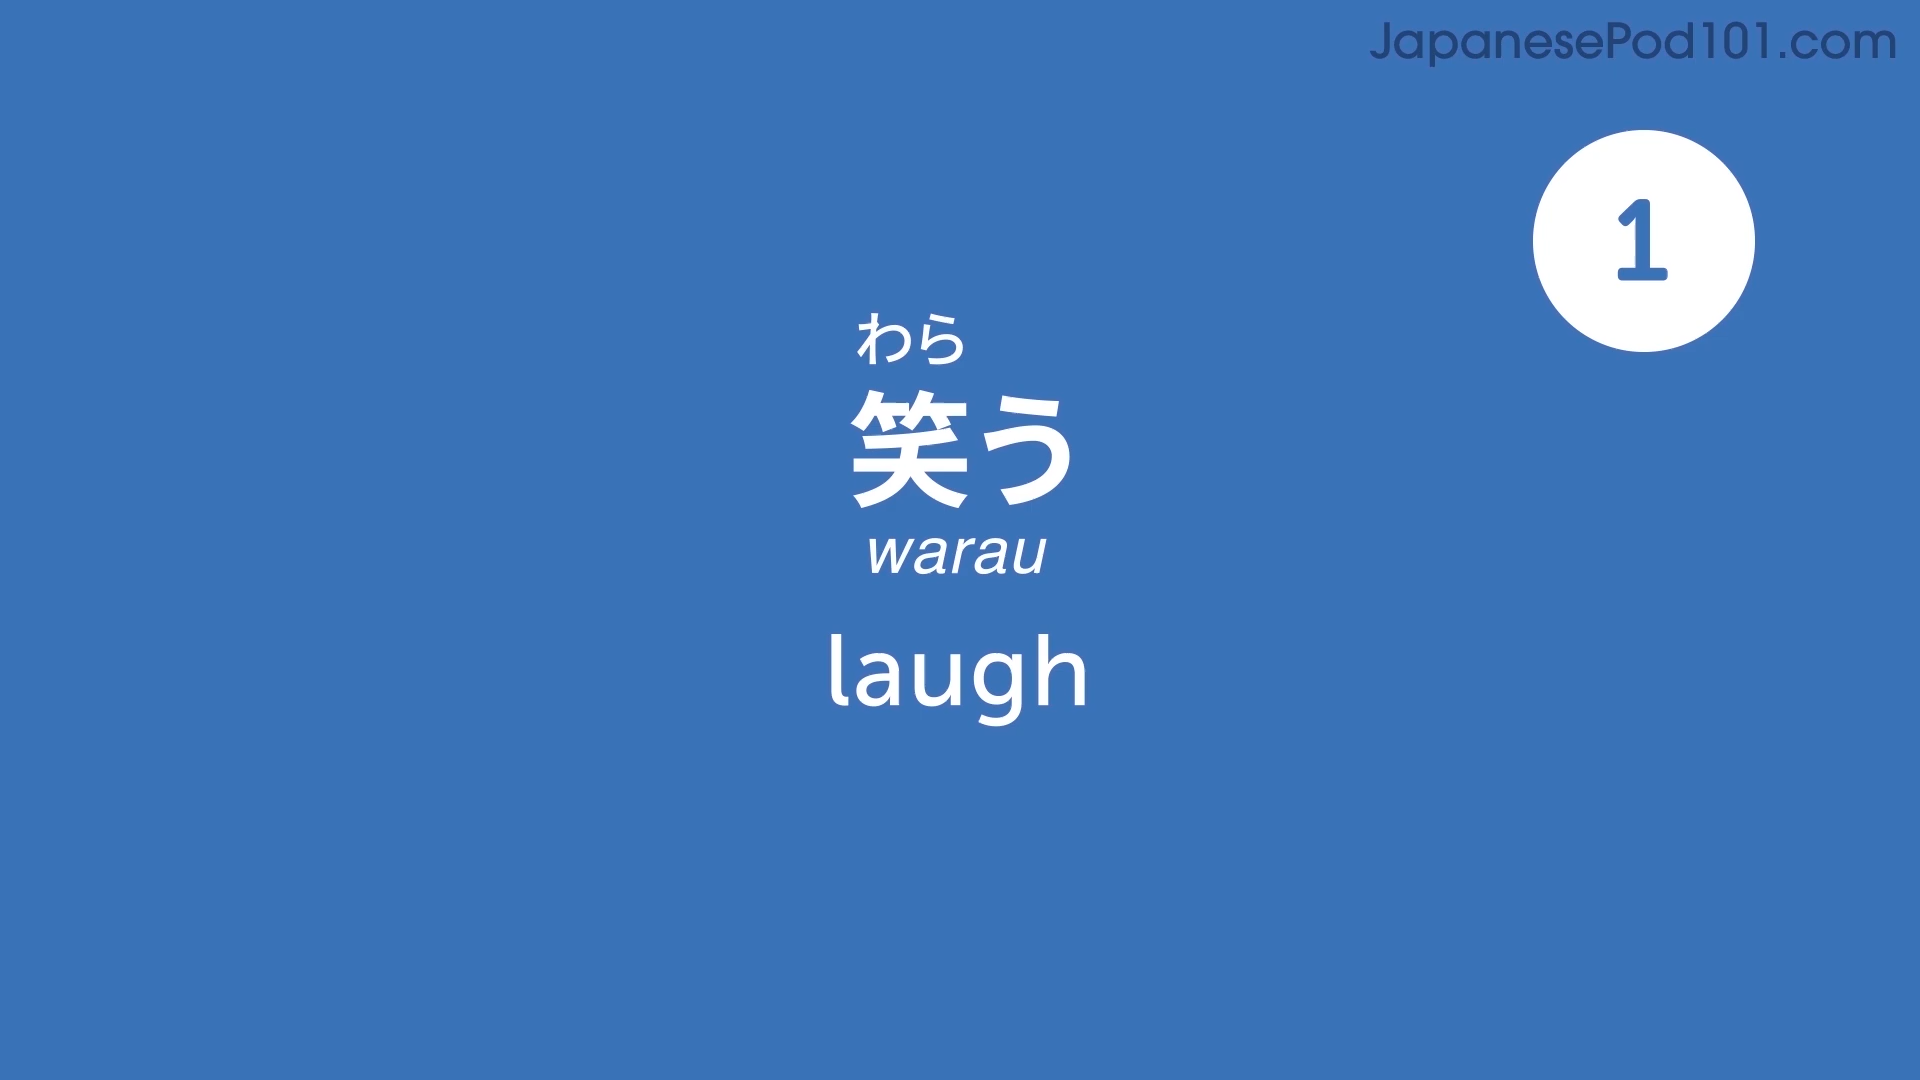 JapanesePod101.com
1
わら
笑う
warau
laugh